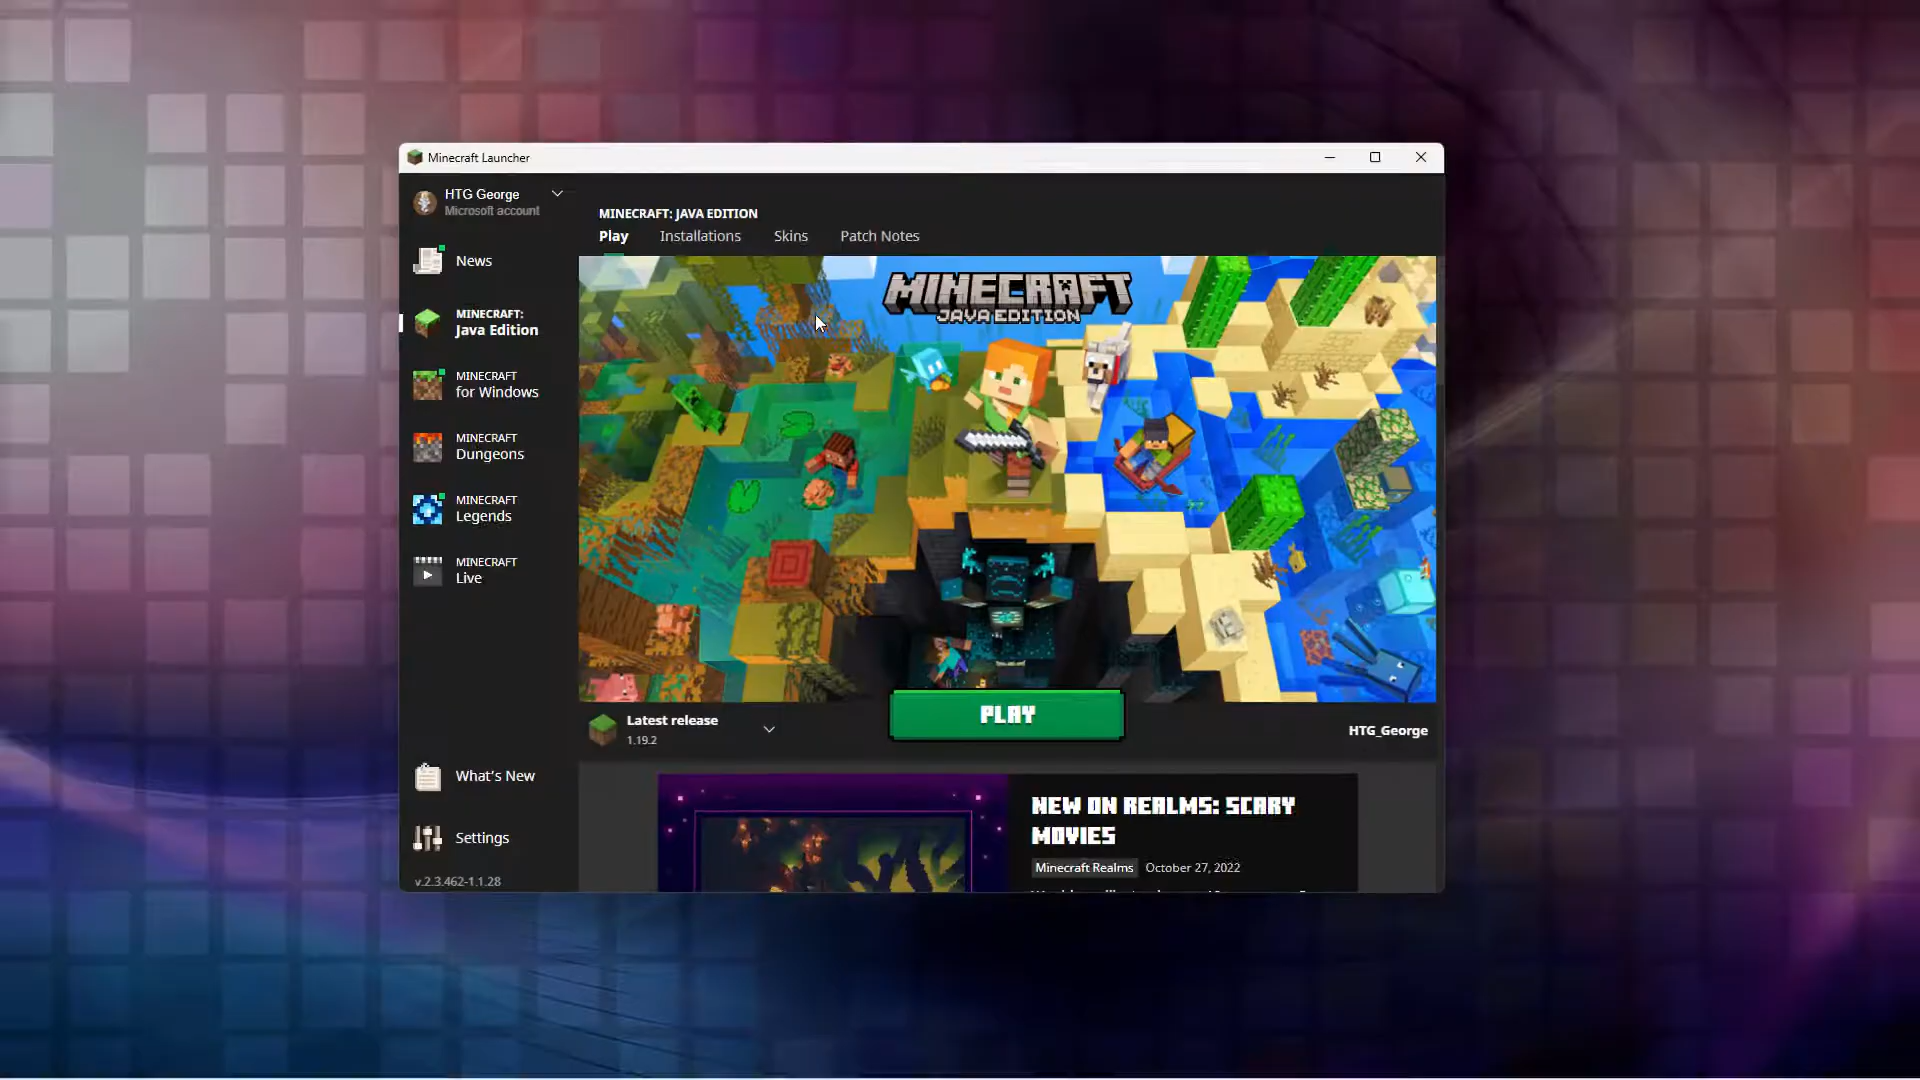 Minecraft Launcher
HTG George
Microsoft account
News
MINECRAFT:
Java Edition
MINECRAFT
for Windows
MINECRAFT
Dungeons
MINECRAFT
Legends
MINECRAFT
Live
What's New
Settings
v.2.3.462-1.1.28
MINECRAFT: JAVA EDITION
Play Installations Skins Patch Notes
MINECRAFT
JAVA EDITION
Latest release
1.19.2
PLAY
HTG_George
NEW ON REALMS: SCARY
MOVIES
Minecraft Realms October 27, 2022